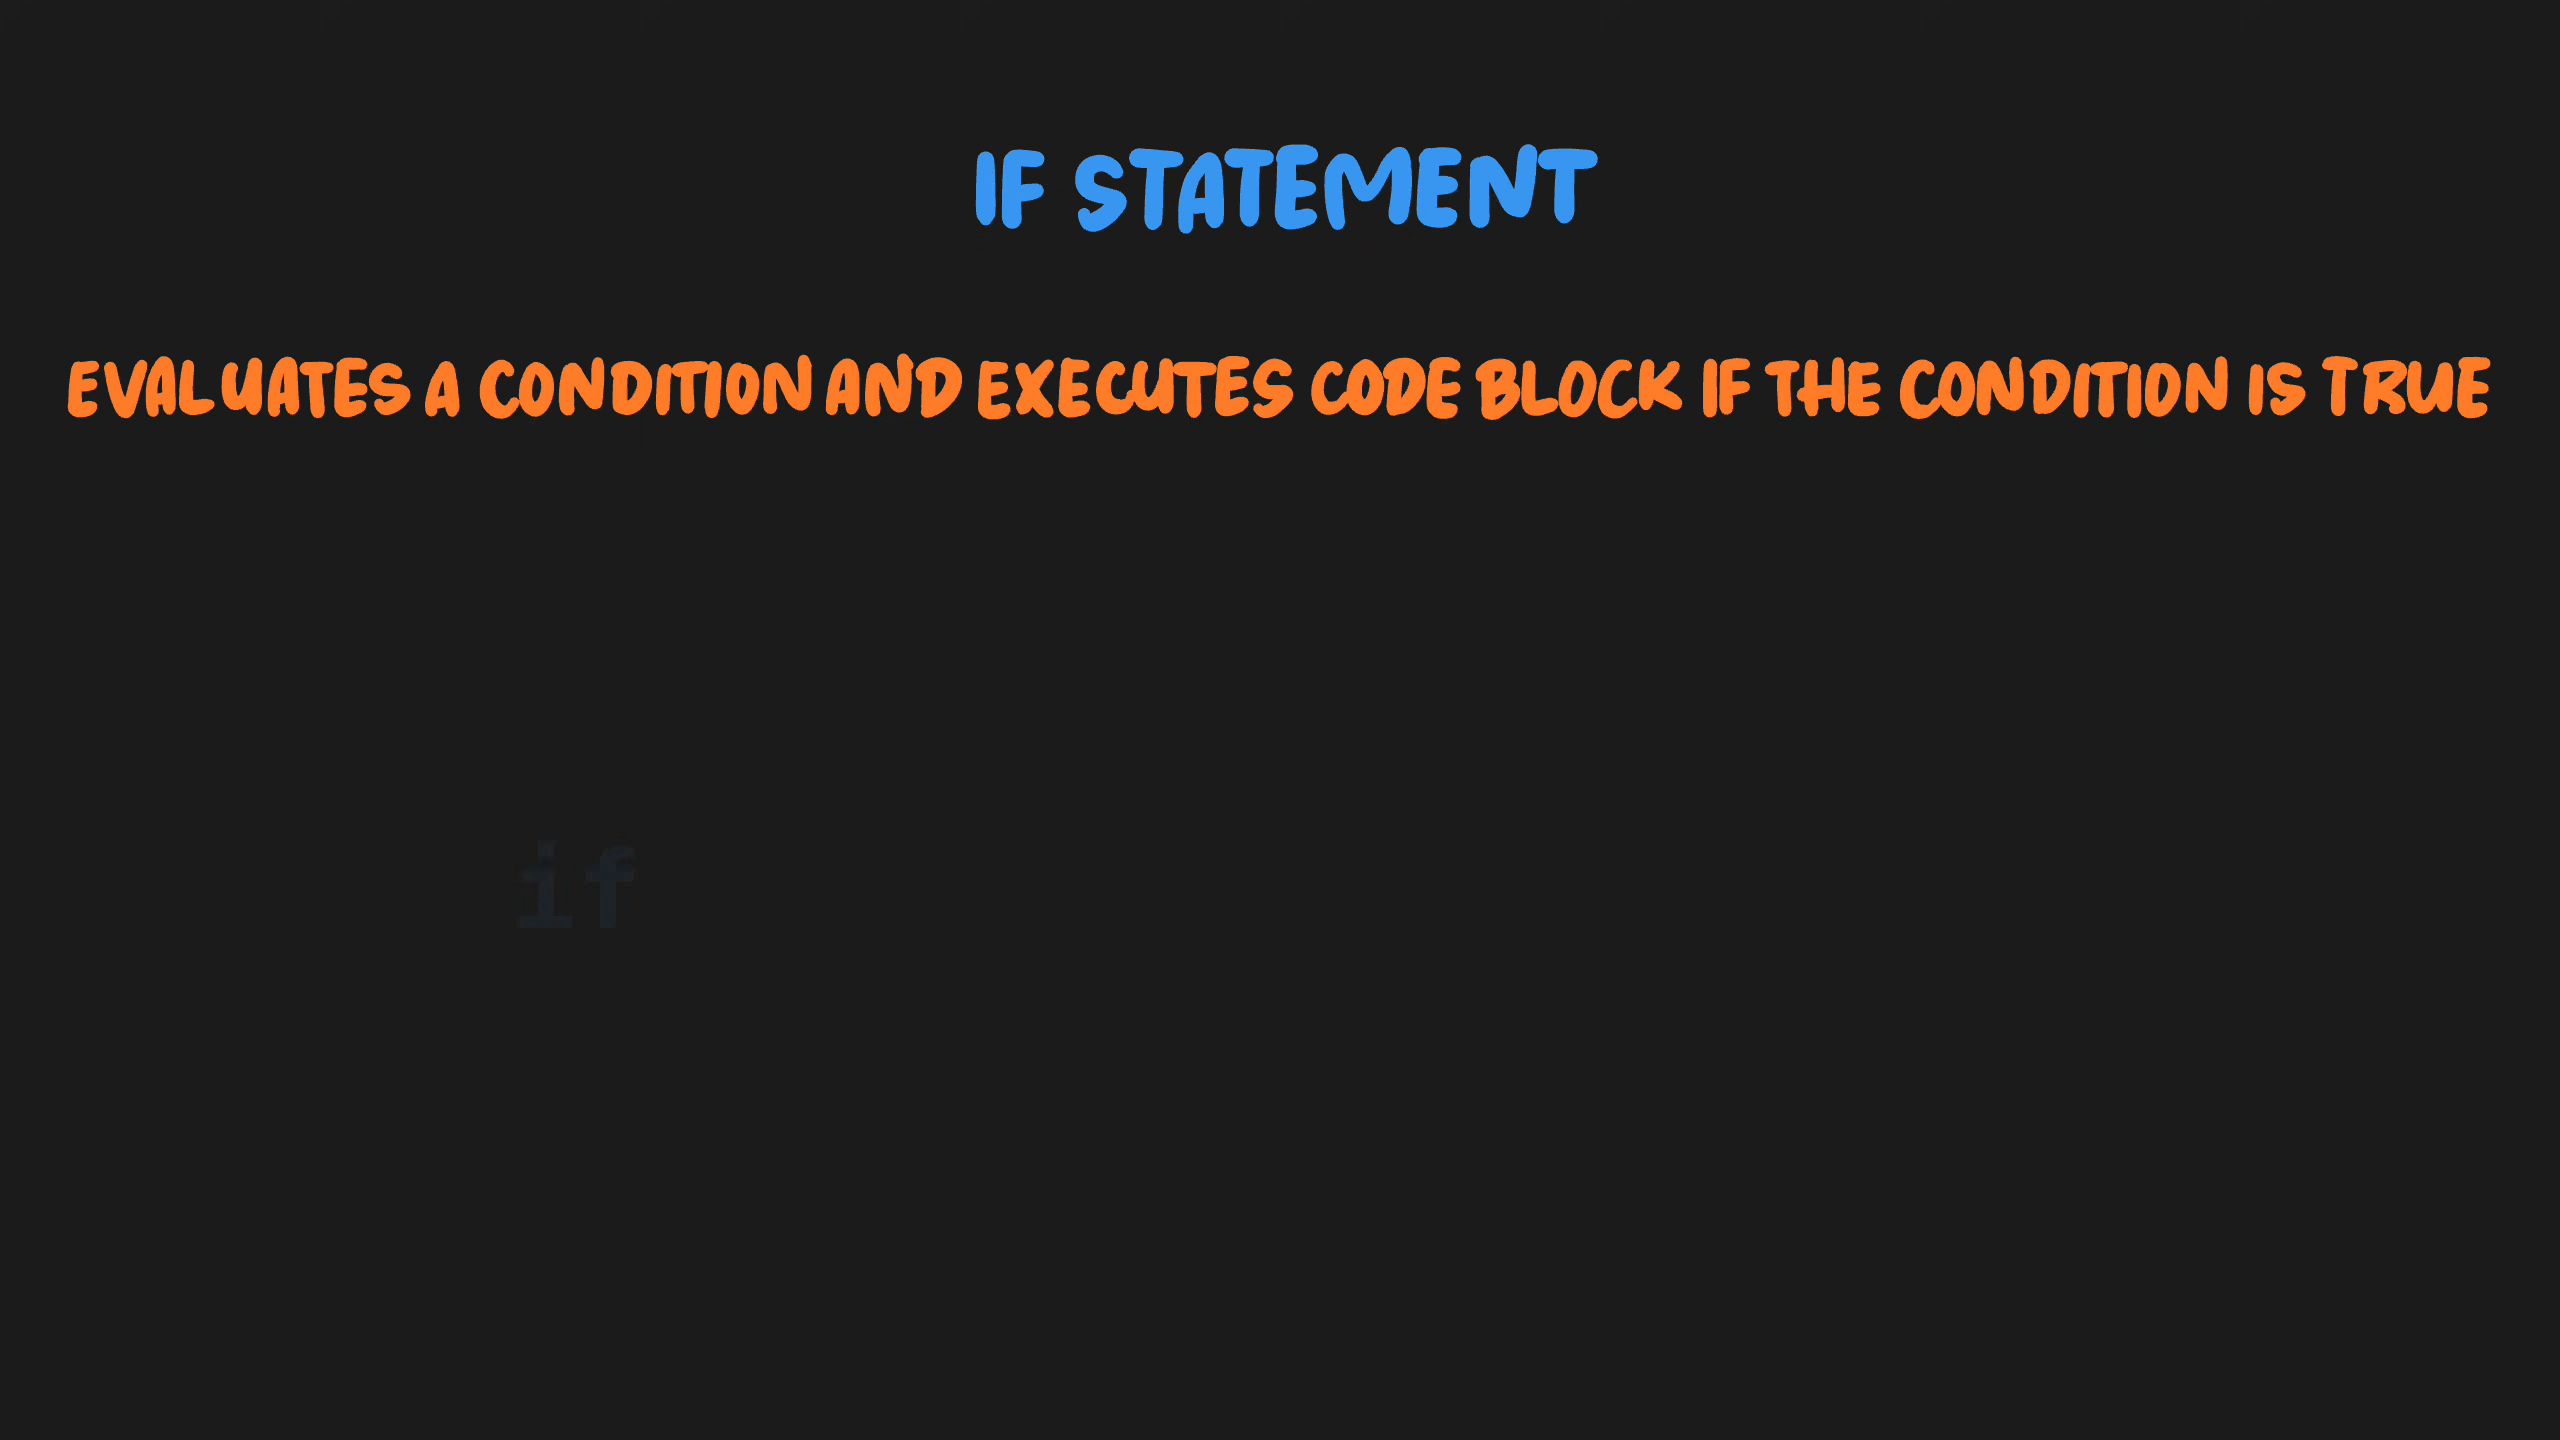 IF STATEMENT
EVALUATES A CONDITION AND EXECUTES CODE BLOCK IF THE CONDITION IS TRUE
if